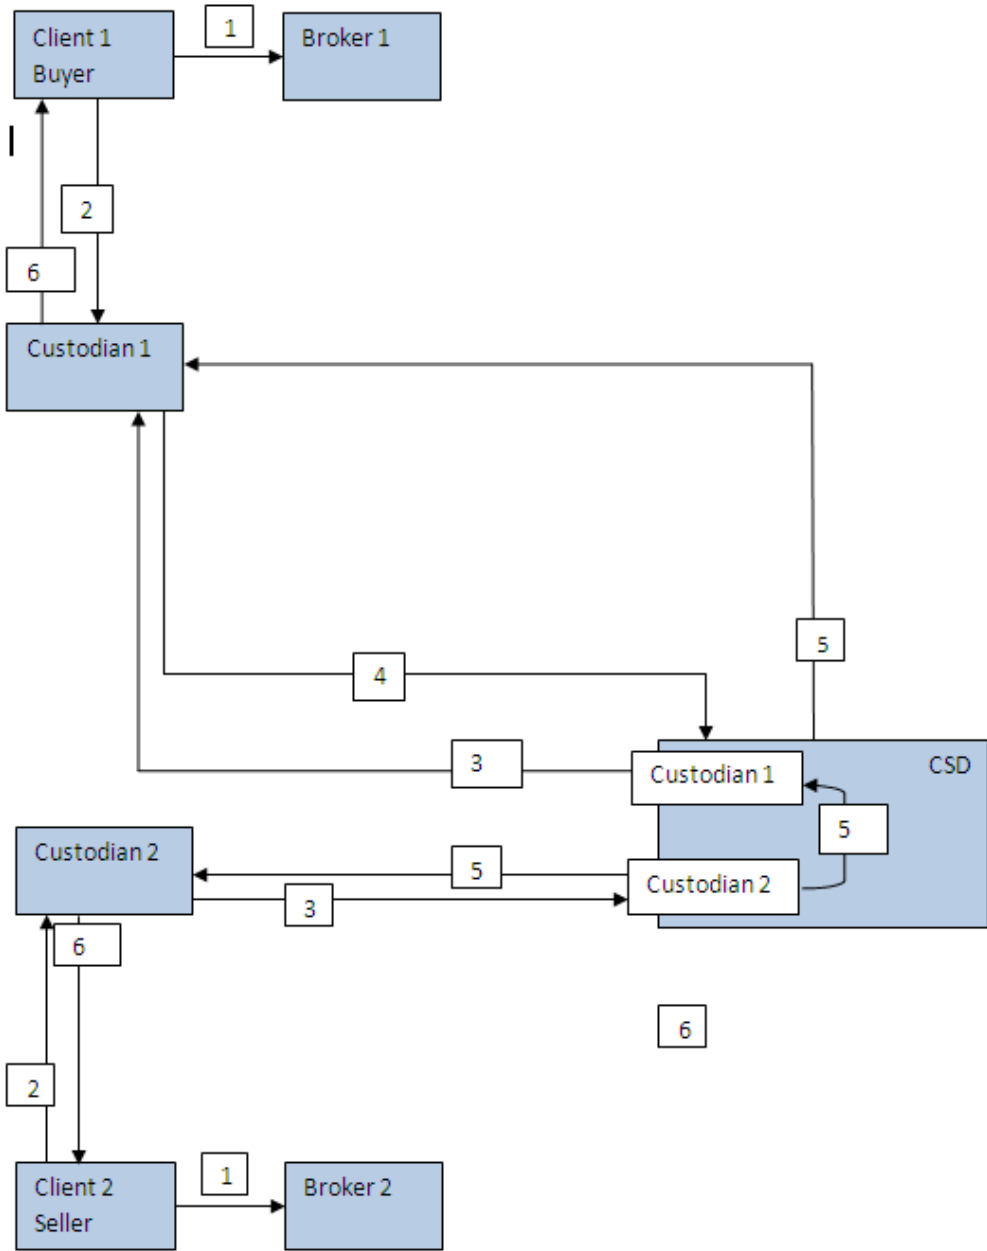 Client 1
Buyer
1
Broker 1
2
6
Custodian 1
5
4
3
Custodian 1
CSD
5
Custodian 2
5
Custodian 2
3
6
6
2
Client 2
Seller
1
Broker 2